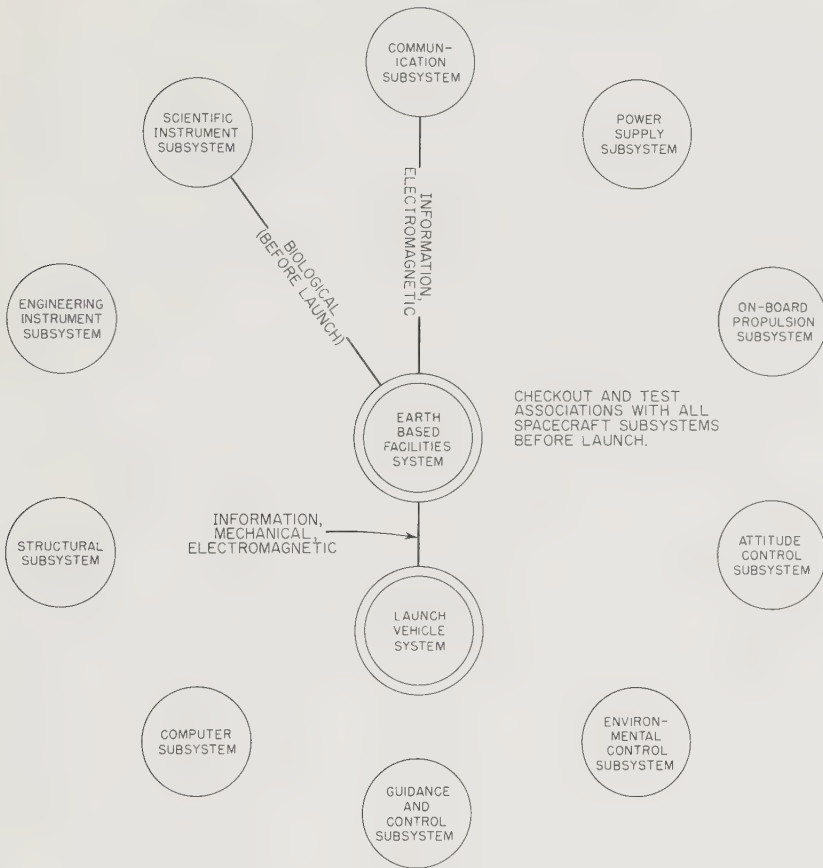 COMMUN-
ICATION
SUBSYSTEM
SCIENTIFIC
INSTRUMENT
SUBSYSTEM
POWER
SUPPLY
SUBSYSTEM
INFORMATION,
ELECTROMAGNETIC
BIOLOGICAL
(BEFORE LAUNCH)
ENGINEERING
INSTRUMENT
SUBSYSTEM
ON-BOARD
PROPULSION
SUBSYSTEM
EARTH
BASED
FACILITIES
SYSTEM
CHECKOUT AND TEST
ASSOCIATIONS WITH ALL
SPACECRAFT SUBSYSTEMS
BEFORE LAUNCH.
INFORMATION,
MECHANICAL,
ELECTROMAGNETIC
STRUCTURAL
SUBSYSTEM
ATTITUDE
CONTROL
SUBSYSTEM
LAUNCH
VEHICLE
SYSTEM
COMPUTER
SUBSYSTEM
ENVIRON-
MENTAL
CONTROL
SUBSYSTEM
GUIDANCE
AND
CONTROL
SUBSYSTEM